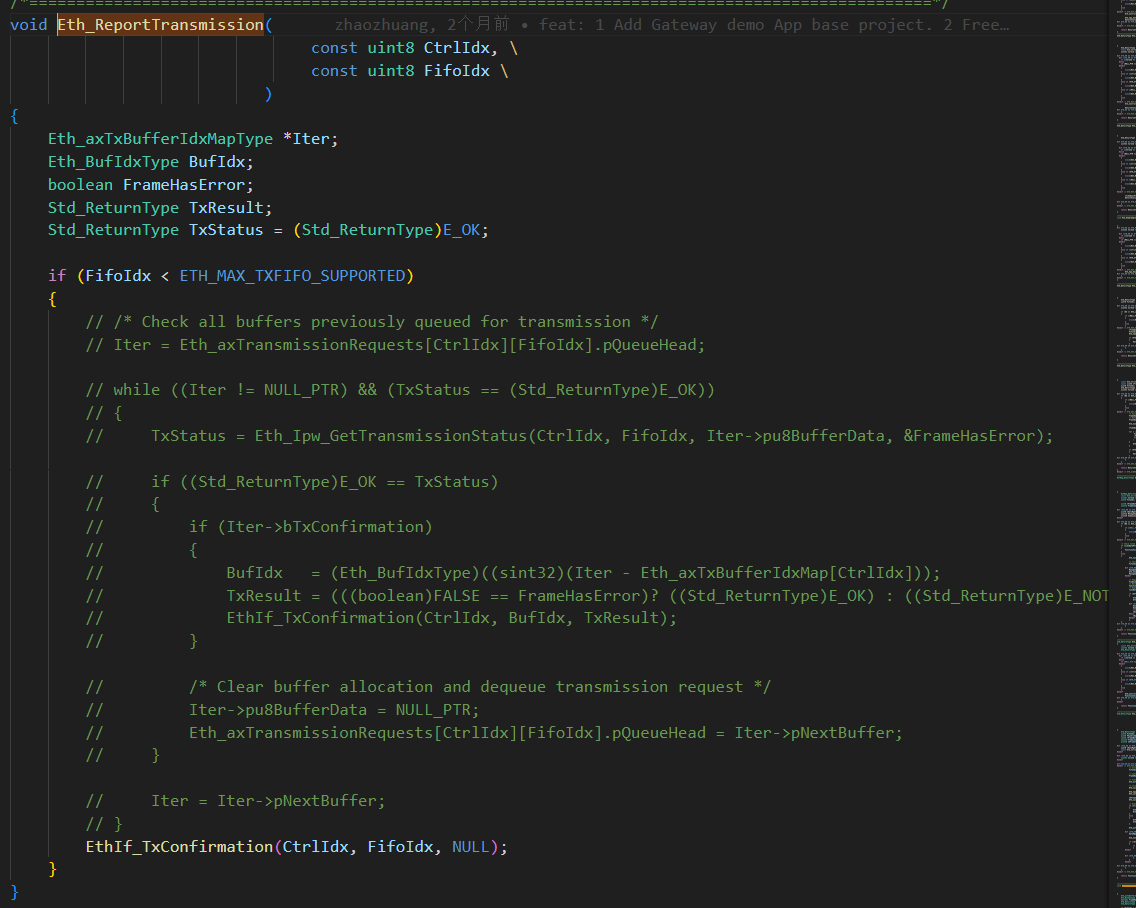 /*==================================================================================================*/
void Eth_ReportTransmission(    zhaozhuang, 2个月前 • feat: 1 Add Gateway demo App base project. 2 Free…
const uint8 CtrlIdx, \
const uint8 FifoIdx \
)
{
Eth_axTxBufferIdxMapType *Iter;
Eth_BufIdxType BufIdx;
boolean FrameHasError;
Std_ReturnType TxResult;
Std_ReturnType TxStatus = (Std_ReturnType)E_OK;
if (FifoIdx < ETH_MAX_TXFIFO_SUPPORTED)
{
// /* Check all buffers previously queued for transmission */
// Iter = Eth_axTransmissionRequests[CtrlIdx][FifoIdx].pQueueHead;
// while ((Iter != NULL_PTR) && (TxStatus == (Std_ReturnType)E_OK))
// {
//     TxStatus = Eth_Ipw_GetTransmissionStatus(CtrlIdx, FifoIdx, Iter->pu8BufferData, &FrameHasError);
//     if ((Std_ReturnType)E_OK == TxStatus)
//     {
//         if (Iter->bTxConfirmation)
//         {
//             BufIdx   = (Eth_BufIdxType)((sint32)(Iter - Eth_axTxBufferIdxMap[CtrlIdx]));
//             TxResult = (((boolean)FALSE == FrameHasError)? ((Std_ReturnType)E_OK) : ((Std_ReturnType)E_NOT
//             EthIf_TxConfirmation(CtrlIdx, BufIdx, TxResult);
//         }
//         /* Clear buffer allocation and dequeue transmission request */
//         Iter->pu8BufferData = NULL_PTR;
//         Eth_axTransmissionRequests[CtrlIdx][FifoIdx].pQueueHead = Iter->pNextBuffer;
//     }
//     Iter = Iter->pNextBuffer;
// }
EthIf_TxConfirmation(CtrlIdx, FifoIdx, NULL);
}
}